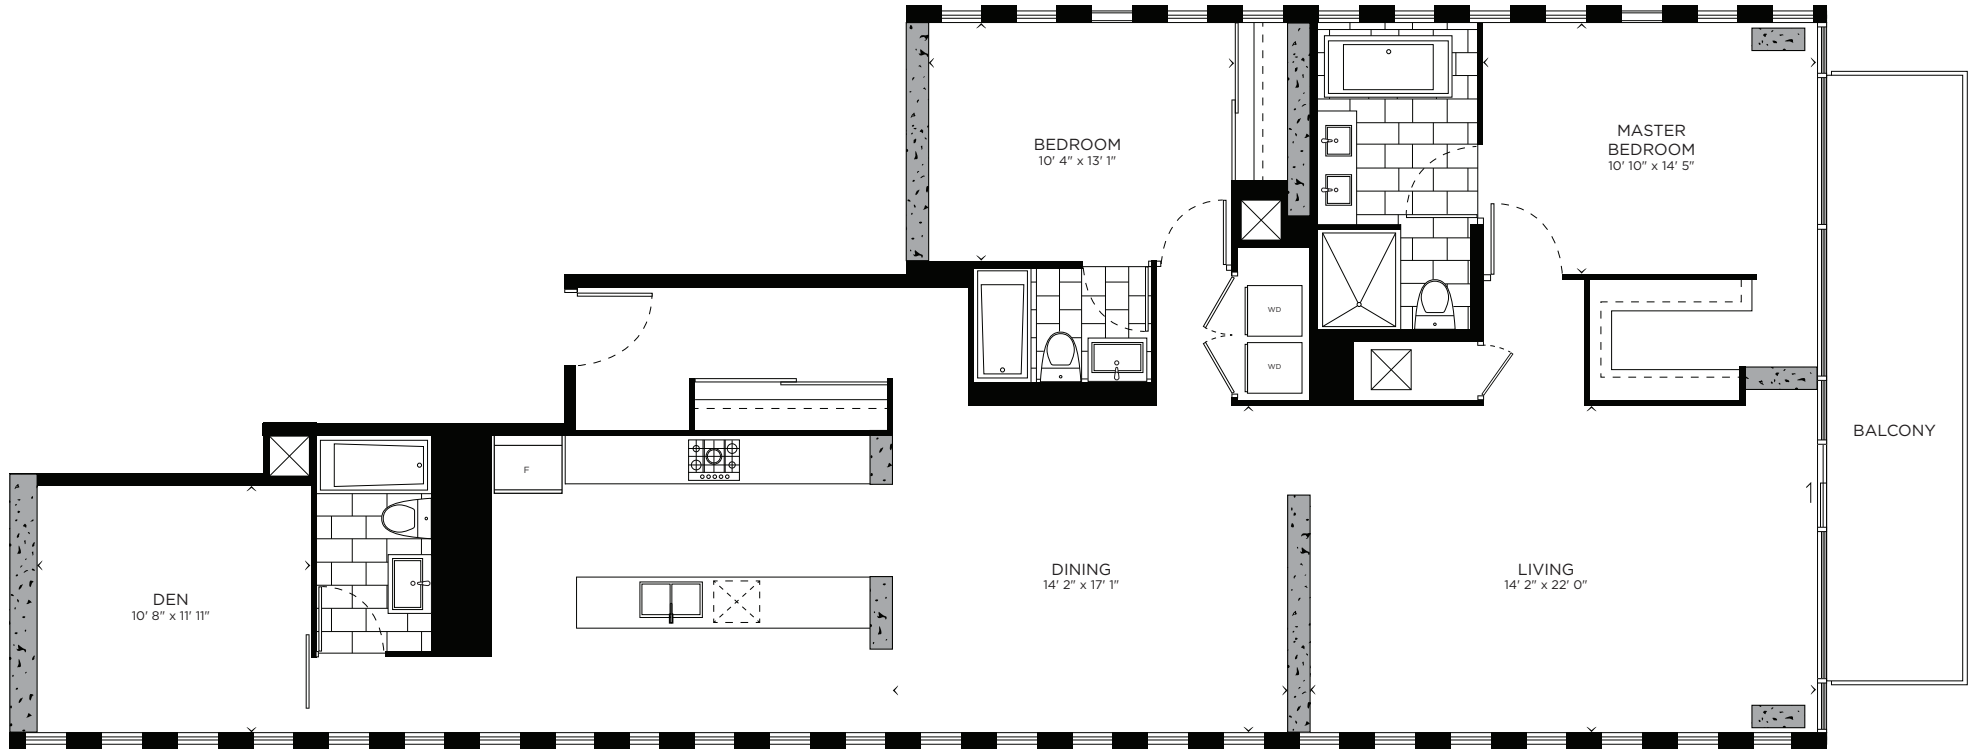 BEDROOM
10' 4" x 13' 1"
MASTER
BEDROOM
10' 10" x 14' 5"
WD
WD
BALCONY
F
DINING
14' 2" x 17' 1"
LIVING
14' 2" x 22' 0"
DEN
10' 8" x 11' 11"